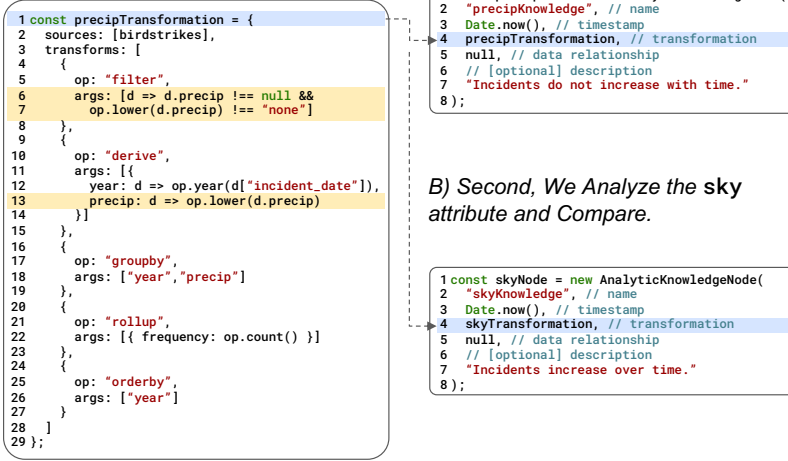 1 const precipTransformation = {
2 sources: [birdstrikes],
3 transforms: [
4 {
5 op: “filter”,
6 args: [d => d.precip !== null &&
7 op.lower(d.precip) !== “none”]
8 },
9 {
10 op: “derive”,
11 args: [{
12 year: d => op.year(d[“incident_date”]),
13 precip: d => op.lower(d.precip)
14 }]
15 },
16 {
17 op: “groupby”,
18 args: [“year”,“precip”]
19 },
20 {
21 op: “rollup”,
22 args: [{ frequency: op.count() }]
23 },
24 {
25 op: “orderby”,
26 args: [“year”]
27 }
28 ]
29 };
2 “precipKnowledge”, // name
3 Date.now(), // timestamp
4 precipTransformation, // transformation
5 null, // data relationship
6 // [optional] description
7 “Incidents do not increase with time.”
8 );
B) Second, We Analyze the sky
attribute and Compare.
1 const skyNode = new AnalyticKnowledgeNode(
2 “skyKnowledge”, // name
3 Date.now(), // timestamp
4 skyTransformation, // transformation
5 null, // data relationship
6 // [optional] description
7 “Incidents increase over time.”
8 );